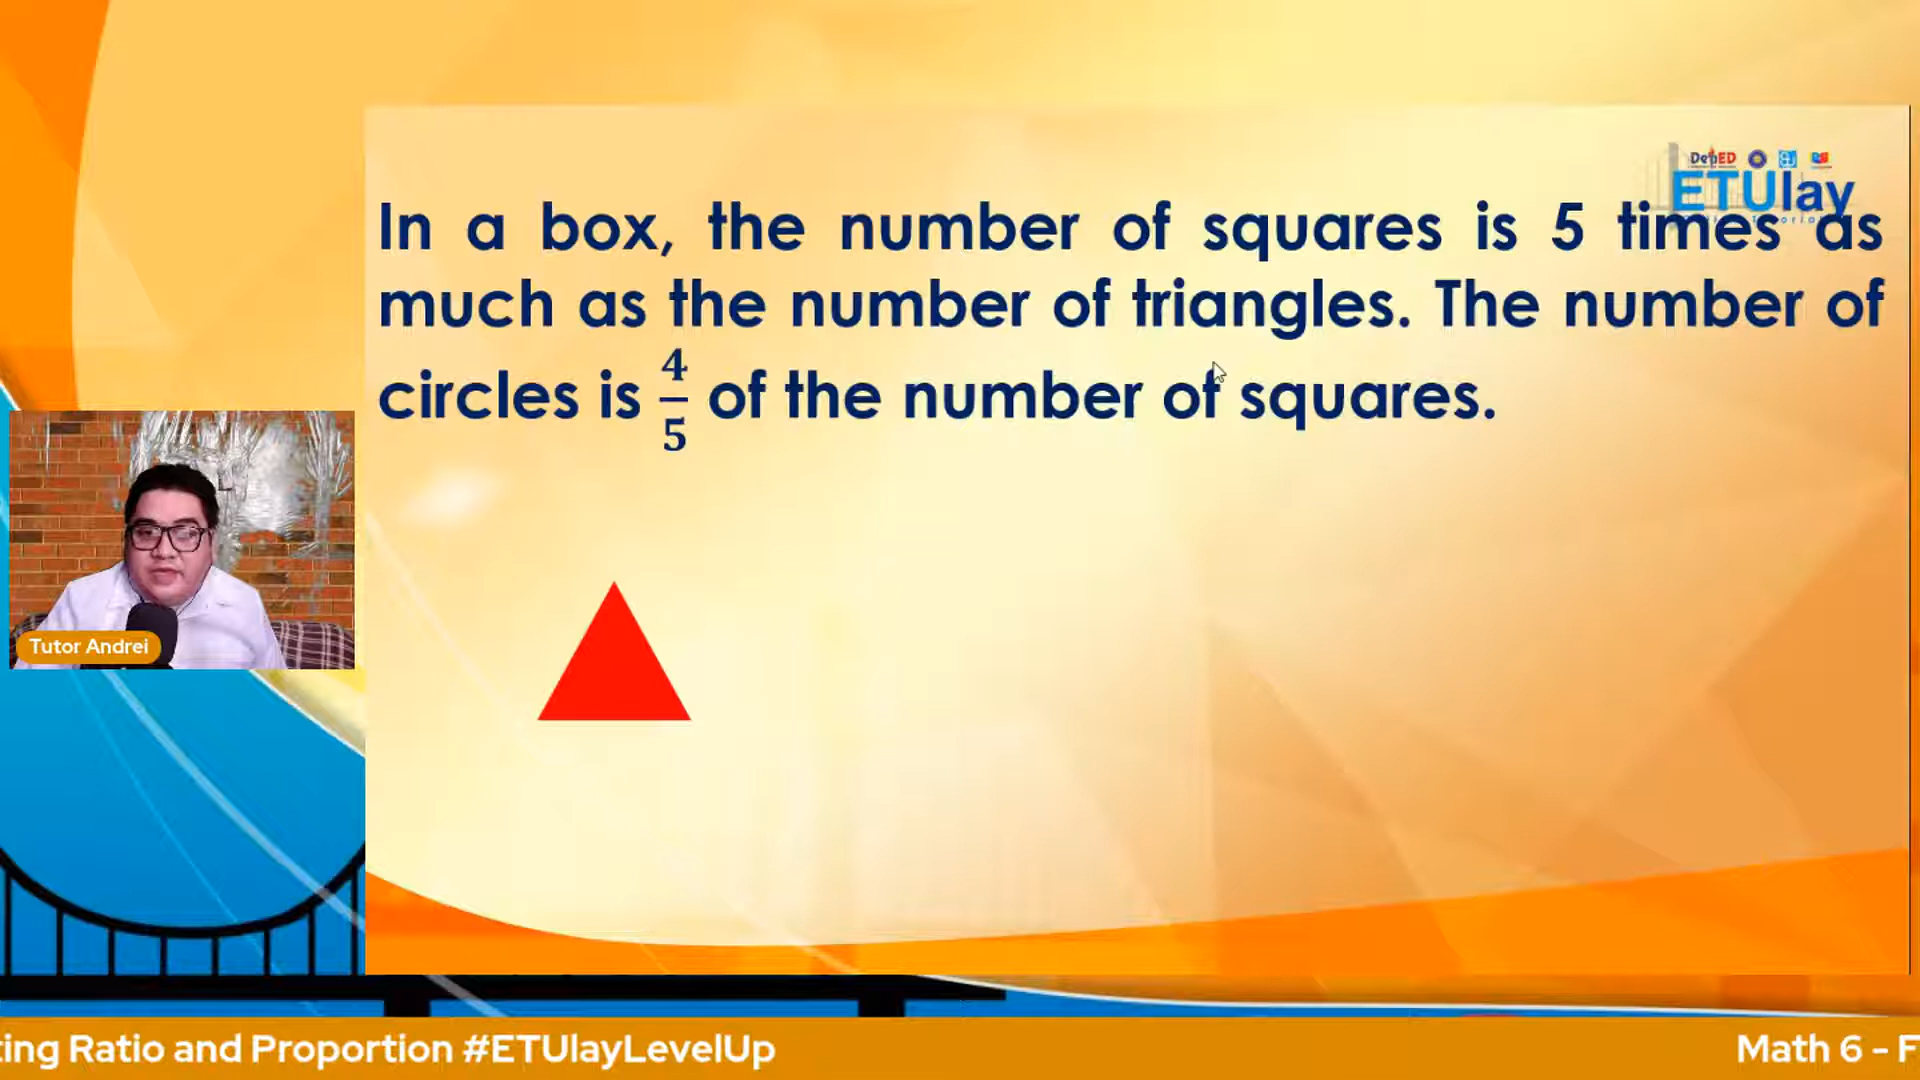 DepED
ETUlay
In a box, the number of squares is 5 times as
much as the number of triangles. The number of
circles is 4/5 of the number of squares.
Tutor Andrei
ting Ratio and Proportion #ETUlayLevelUp
Math 6 - F